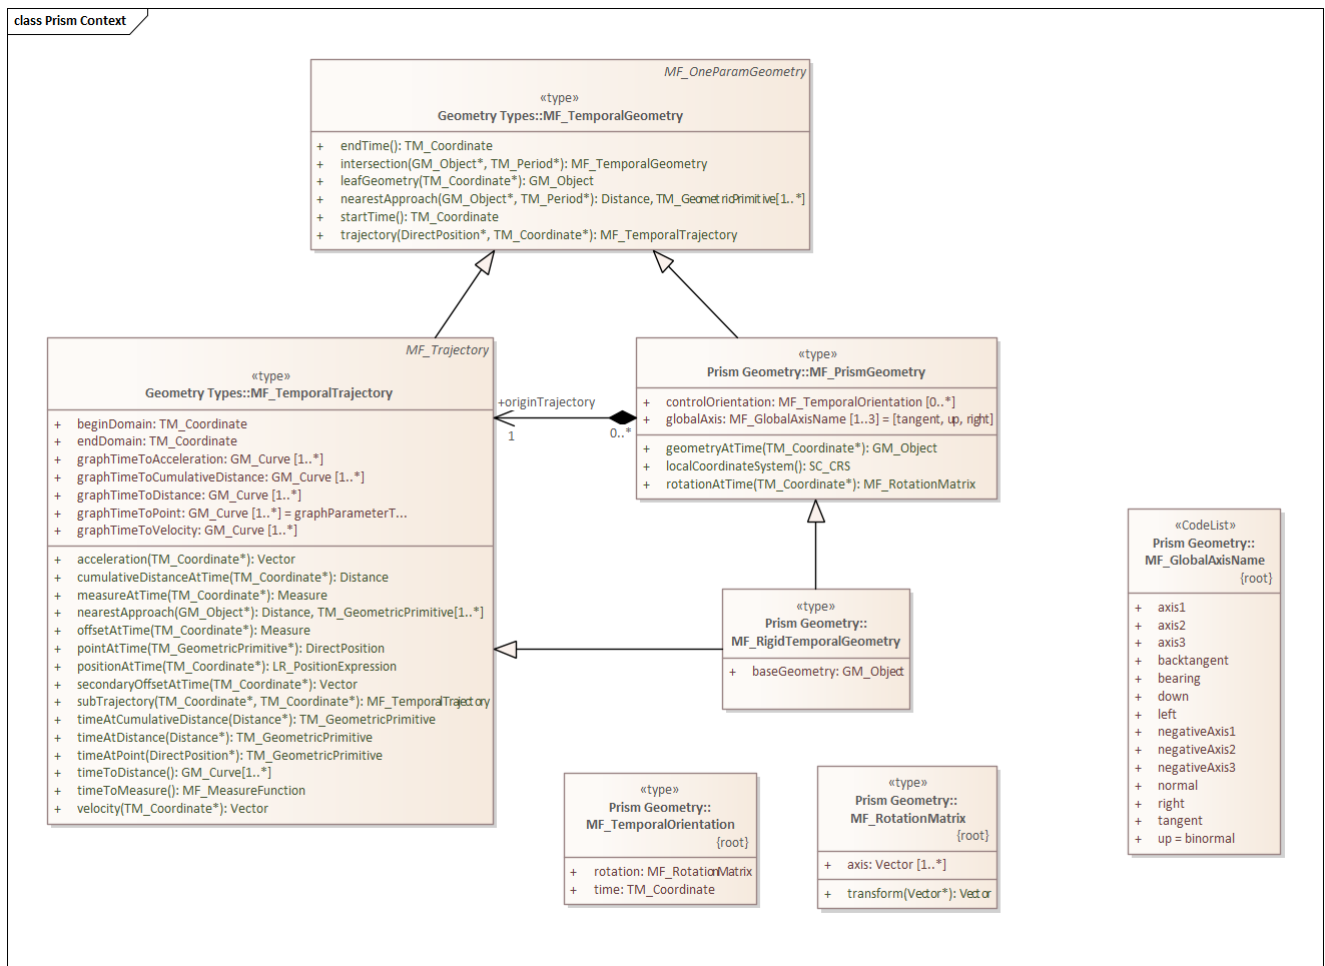 class Prism Context
MF_OneParamGeometry
«type»
Geometry Types::MF_TemporalGeometry
+ endTime(): TM_Coordinate
+ intersection(GM_Object*, TM_Period*): MF_TemporalGeometry
+ leafGeometry(TM_Coordinate*): GM_Object
+ nearestApproach(GM_Object*, TM_Period*): Distance, TM_GeometricPrimitive[1..*]
+ startTime(): TM_Coordinate
+ trajectory(DirectPosition*, TM_Coordinate*): MF_TemporalTrajectory
MF_Trajectory
«type»
Geometry Types::MF_TemporalTrajectory
+ beginDomain: TM_Coordinate
+ endDomain: TM_Coordinate
+ graphTimeToAcceleration: GM_Curve [1..*]
+ graphTimeToCumulativeDistance: GM_Curve [1..*]
+ graphTimeToDistance: GM_Curve [1..*]
+ graphTimeToPoint: GM_Curve [1..*] = graphParameterT...
+ graphTimeToVelocity: GM_Curve [1..*]
+ acceleration(TM_Coordinate*): Vector
+ cumulativeDistanceAtTime(TM_Coordinate*): Distance
+ measureAtTime(TM_Coordinate*): Measure
+ nearestApproach(GM_Object*): Distance, TM_GeometricPrimitive[1..*]
+ offsetAtTime(TM_Coordinate*): Measure
+ pointAtTime(TM_GeometricPrimitive*): DirectPosition
+ positionAtTime(TM_Coordinate*): LR_PositionExpression
+ secondaryOffsetAtTime(TM_Coordinate*): Vector
+ subTrajectory(TM_Coordinate*, TM_Coordinate*): MF_TemporalTrajectory
+ timeAtCumulativeDistance(Distance*): TM_GeometricPrimitive
+ timeAtDistance(Distance*): TM_GeometricPrimitive
+ timeAtPoint(DirectPosition*): TM_GeometricPrimitive
+ timeToDistance(): GM_Curve[1..*]
+ timeToMeasure(): MF_MeasureFunction
+ velocity(TM_Coordinate*): Vector
+originTrajectory
1
0..*
«type»
Prism Geometry::MF_PrismGeometry
+ controlOrientation: MF_TemporalOrientation [0..*]
+ globalAxis: MF_GlobalAxisName [1..3] = [tangent, up, right]
+ geometryAtTime(TM_Coordinate*): GM_Object
+ localCoordinateSystem(): SC_CRS
+ rotationAtTime(TM_Coordinate*): MF_RotationMatrix
«type»
Prism Geometry::
MF_RigidTemporalGeometry
+ baseGeometry: GM_Object
«type»
Prism Geometry::
MF_TemporalOrientation
{root}
+ rotation: MF_RotationMatrix
+ time: TM_Coordinate
«type»
Prism Geometry::
MF_RotationMatrix
{root}
+ axis: Vector [1..*]
+ transform(Vector*): Vector
«CodeList»
Prism Geometry::
MF_GlobalAxisName
{root}
+ axis1
+ axis2
+ axis3
+ backtangent
+ bearing
+ down
+ left
+ negativeAxis1
+ negativeAxis2
+ negativeAxis3
+ normal
+ right
+ tangent
+ up = binormal